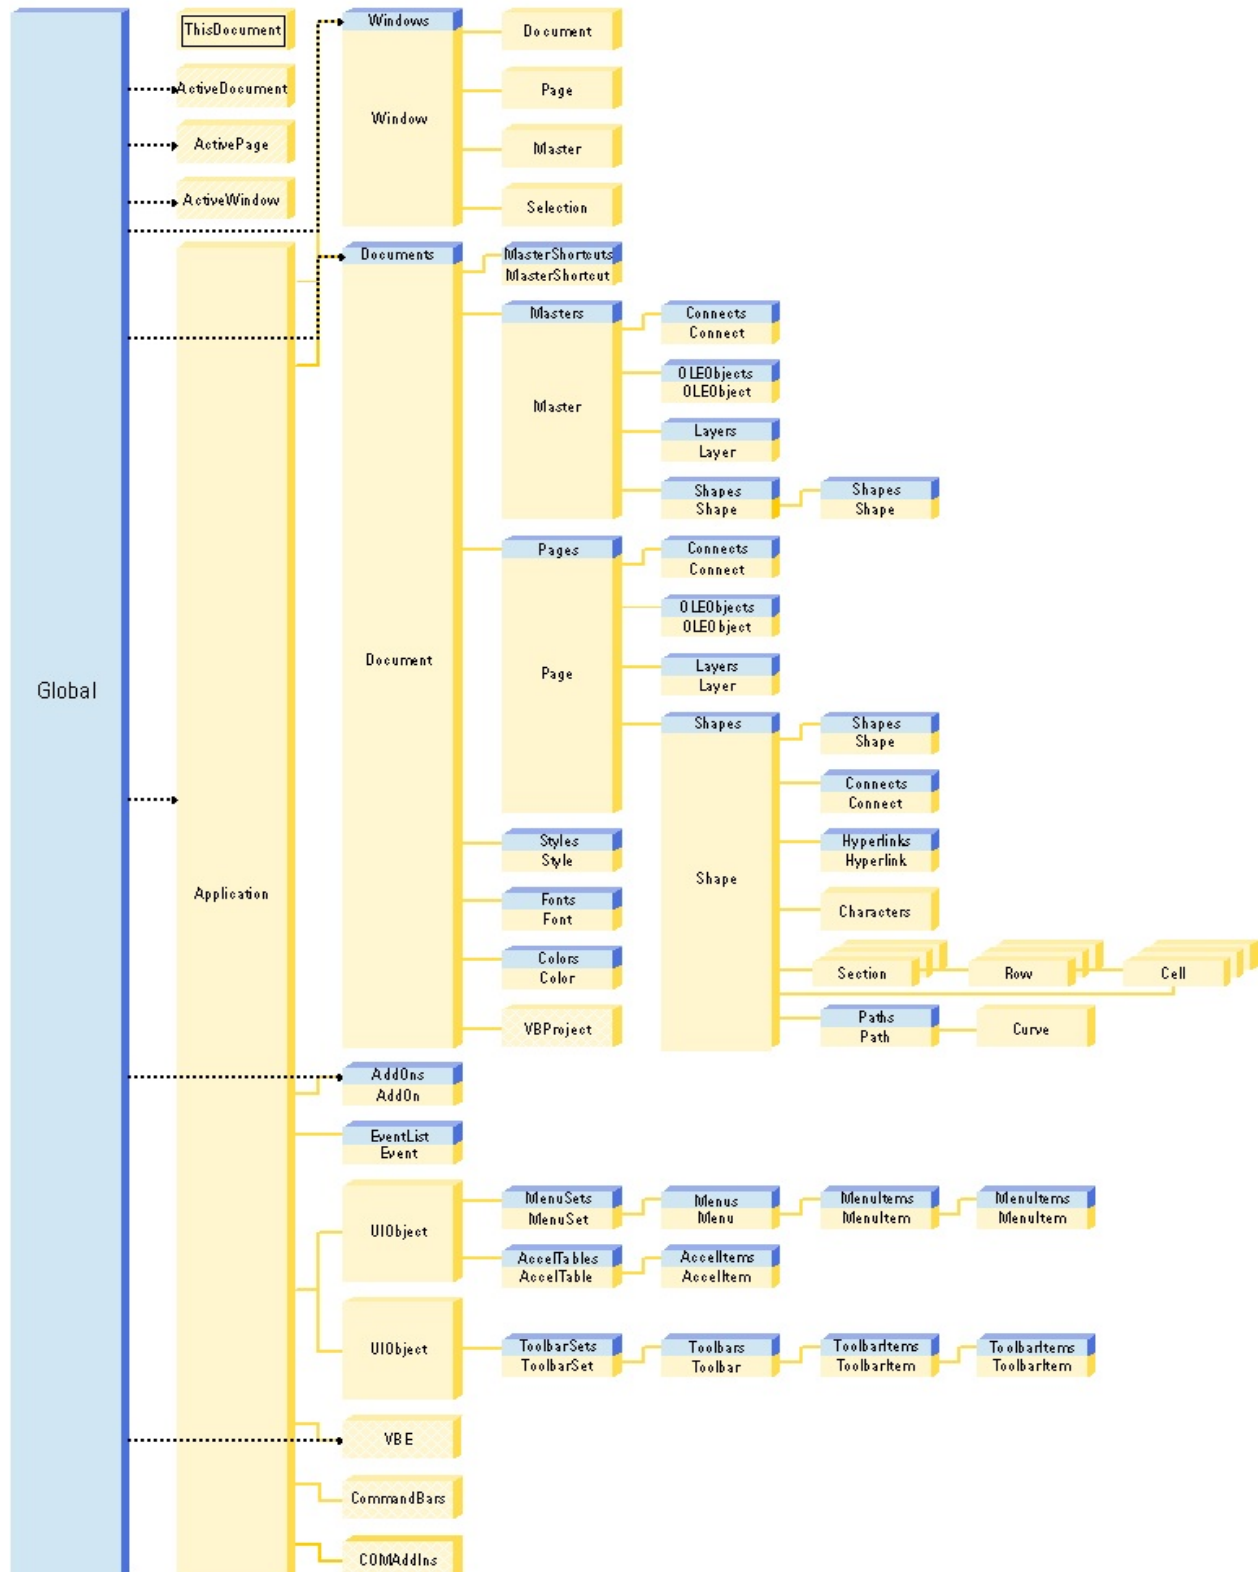 Global
ThisDocument
ActiveDocument
ActivePage
ActiveWindow
Application
Windows
Window
Document
Page
Master
Selection
Documents
Document
MasterShortcuts
MasterShortcut
Masters
Master
Connects
Connect
OLEObjects
OLEObject
Layers
Layer
Shapes
Shape
Shapes
Shape
Pages
Page
Connects
Connect
OLEObjects
OLEObject
Layers
Layer
Shapes
Shape
Shapes
Shape
Connects
Connect
Hyperlinks
Hyperlink
Characters
Section
Row
Cell
Paths
Path
Curve
Styles
Style
Fonts
Font
Colors
Color
VBProject
AddOns
AddOn
EventList
Event
UIObject
MenuSets
MenuSet
Menus
Menu
MenuItems
MenuItem
MenuItems
MenuItem
AccelTables
AccelTable
AccelItems
AccelItem
UIObject
ToolbarSets
ToolbarSet
Toolbars
Toolbar
ToolbarItems
ToolbarItem
ToolbarItems
ToolbarItem
VBE
CommandBars
COMAddIns